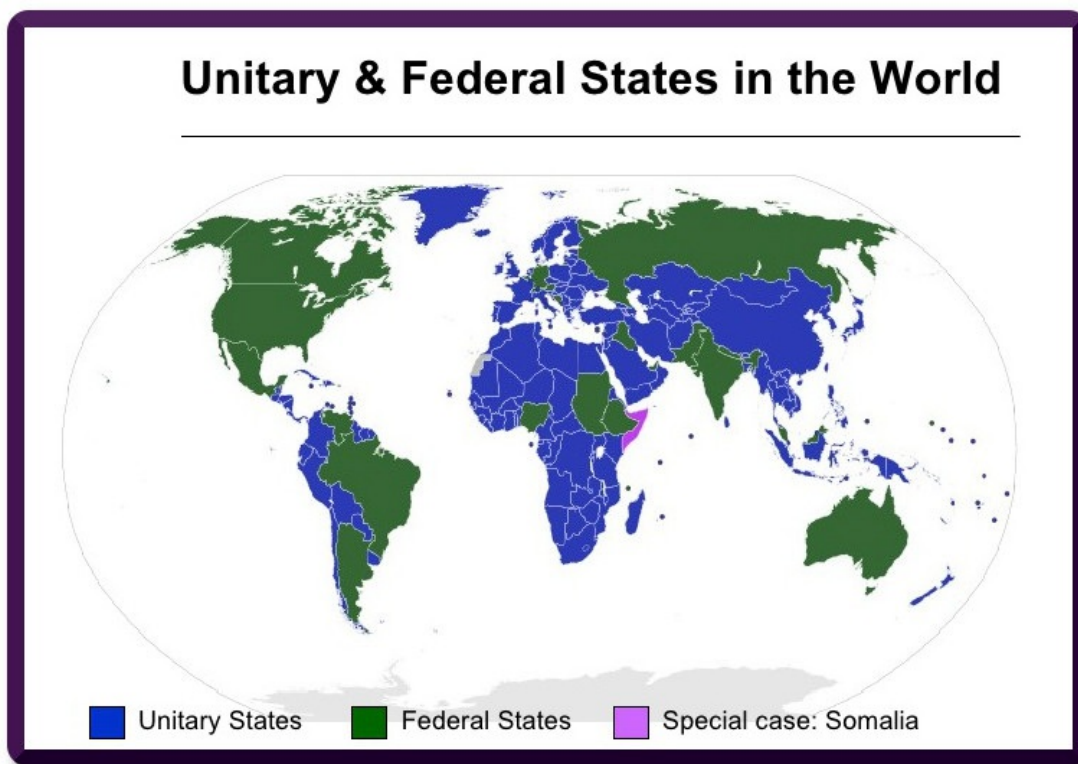 Unitary & Federal States in the World
Unitary States
Federal States
Special case: Somalia